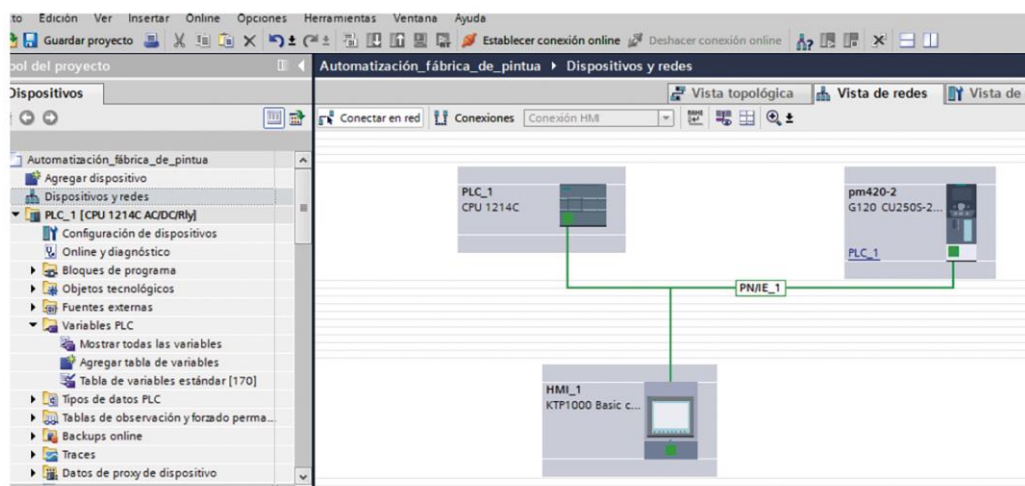 Edición Ver Insertar Online Opciones Herramientas Ventana Ayuda
Guardar proyecto Establecer conexión online Deshacer conexión online
del proyecto
Automatización_fábrica_de_pintua Dispositivos y redes
Dispositivos
Vista topológica Vista de redes Vista de
Conectar en red Conexiones Conexión HMI
Automatización_fábrica_de_pintua
Agregar dispositivo
Dispositivos y redes
PLC_1 [CPU 1214C AC/DC/Rly]
Configuración de dispositivos
Online y diagnóstico
Bloques de programa
Objetos tecnológicos
Fuentes externas
Variables PLC
Mostrar todas las variables
Agregar tabla de variables
Tabla de variables estándar [170]
Tipos de datos PLC
Tablas de observación y forzado perma...
Backups online
Traces
Datos de proxy de dispositivo
PLC_1
CPU 1214C
pm420-2
G120 CU250S-2...
PLC_1
PN/IE_1
HMI_1
KTP1000 Basic c...